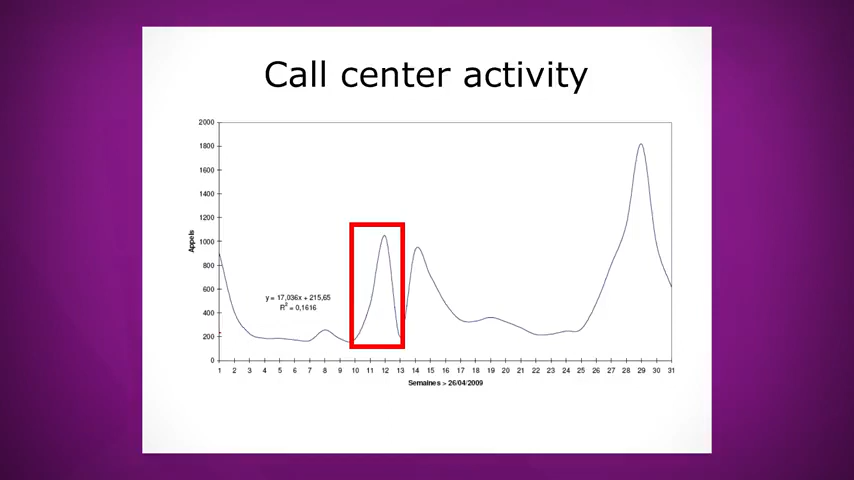 Call center activity
2000
1800
1600
1400
1200
1000
800
600
400
200
0
Appels
y = 17,036x + 215,65
R² = 0,1616
1 2 3 4 5 6 7 8 9 10 11 12 13 14 15 16 17 18 19 20 21 22 23 24 25 26 27 28 29 30 31
Semaines > 26/04/2009